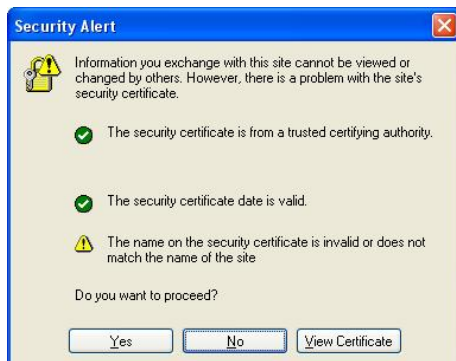 Security Alert
Information you exchange with this site cannot be viewed or
changed by others. However, there is a problem with the site's
security certificate.
The security certificate is from a trusted certifying authority.
The security certificate date is valid.
The name on the security certificate is invalid or does not
match the name of the site
Do you want to proceed?
Yes No View Certificate